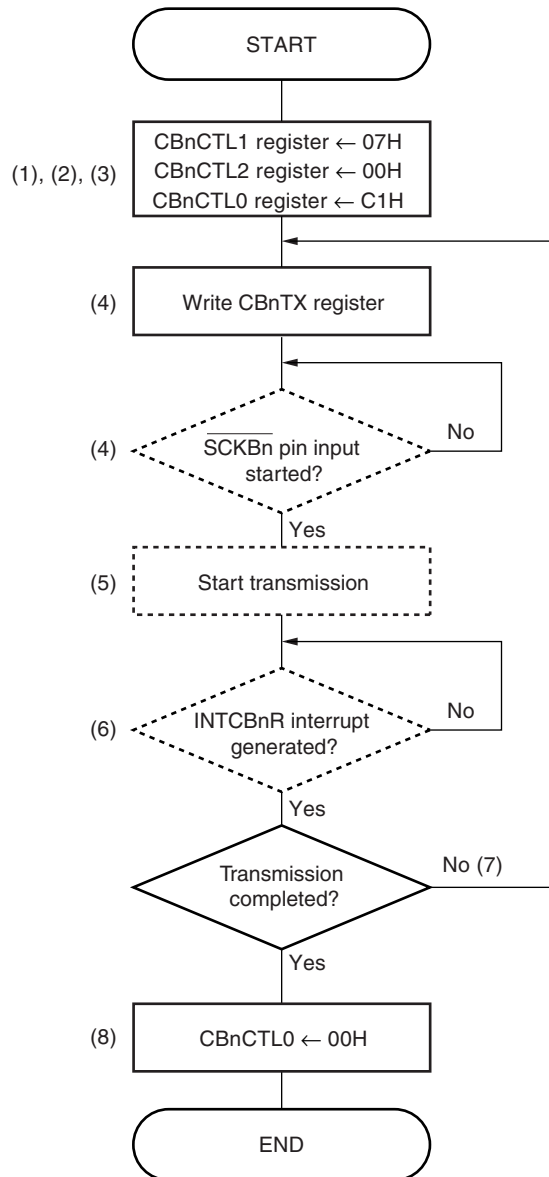 START
(1), (2), (3)
CBnCTL1 register ← 07H
CBnCTL2 register ← 00H
CBnCTL0 register ← C1H
(4)
Write CBnTX register
(4)
SCKBn pin input
started?
No
Yes
(5)
Start transmission
(6)
INTCBnR interrupt
generated?
No
Yes
Transmission
completed?
No (7)
Yes
(8)
CBnCTL0 ← 00H
END